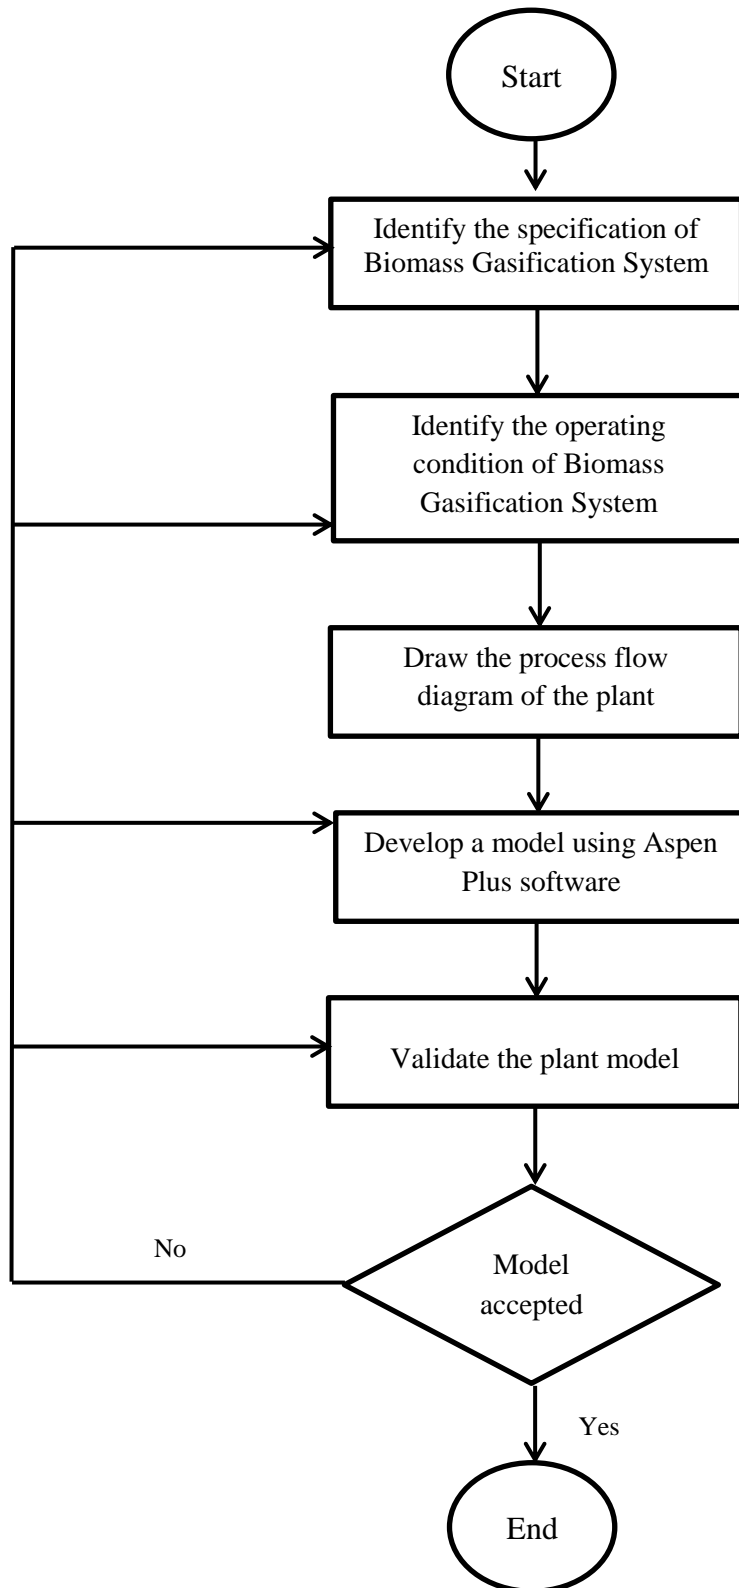 Start
Identify the specification of
Biomass Gasification System
Identify the operating
condition of Biomass
Gasification System
Draw the process flow
diagram of the plant
Develop a model using Aspen
Plus software
Validate the plant model
No
Model
accepted
Yes
End